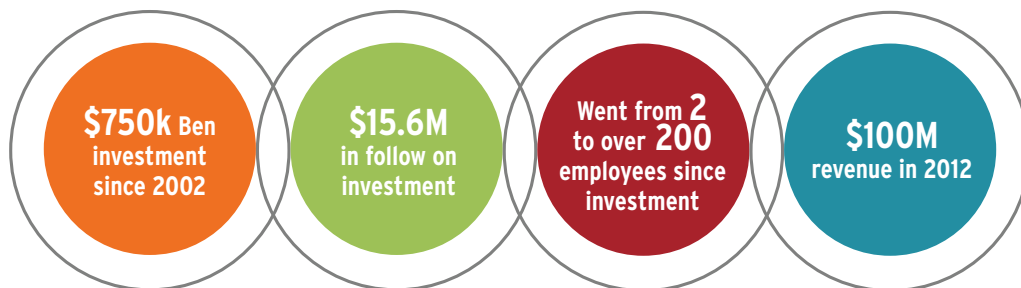 $750k Ben
investment
since 2002
$15.6M
in follow on
investment
Went from 2
to over 200
employees since
investment
$100M
revenue in 2012